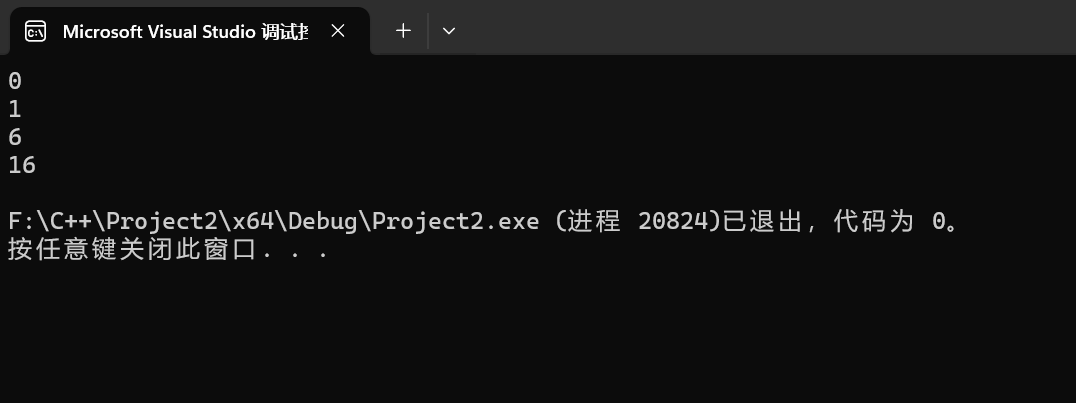 Microsoft Visual Studio 调试
0
1
6
16
F:\C++\Project2\x64\Debug\Project2.exe (进程 20824)已退出，代码为 0。
按任意键关闭此窗口. . .